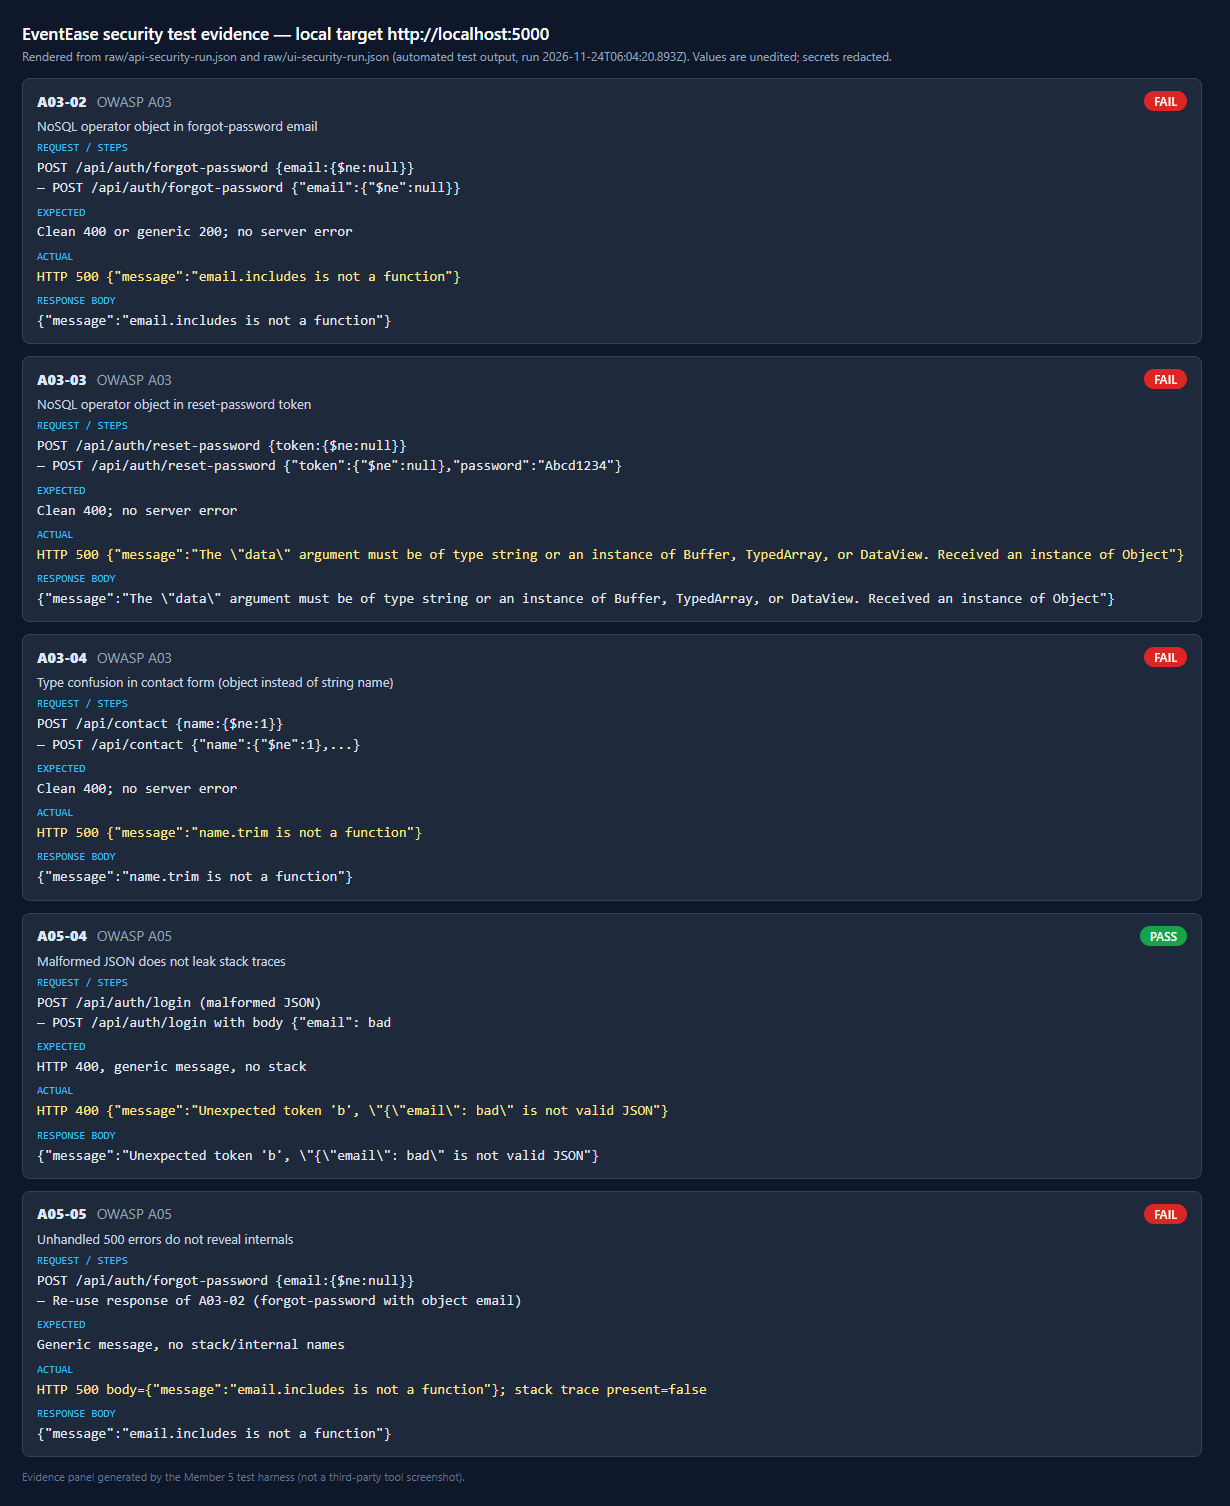 EventEase security test evidence — local target http://localhost:5000
Rendered from raw/api-security-run.json and raw/ui-security-run.json (automated test output, run 2026-11-24T06:04:20.893Z). Values are unedited; secrets redacted.
A03-02 OWASP A03 FAIL
NoSQL operator object in forgot-password email
REQUEST / STEPS
POST /api/auth/forgot-password {email:{$ne:null}}
— POST /api/auth/forgot-password {"email":{"$ne":null}}
EXPECTED
Clean 400 or generic 200; no server error
ACTUAL
HTTP 500 {"message":"email.includes is not a function"}
RESPONSE BODY
{"message":"email.includes is not a function"}
A03-03 OWASP A03 FAIL
NoSQL operator object in reset-password token
REQUEST / STEPS
POST /api/auth/reset-password {token:{$ne:null}}
— POST /api/auth/reset-password {"token":{"$ne":null},"password":"Abcd1234"}
EXPECTED
Clean 400; no server error
ACTUAL
HTTP 500 {"message":"The \"data\" argument must be of type string or an instance of Buffer, TypedArray, or DataView. Received an instance of Object"}
RESPONSE BODY
{"message":"The \"data\" argument must be of type string or an instance of Buffer, TypedArray, or DataView. Received an instance of Object"}
A03-04 OWASP A03 FAIL
Type confusion in contact form (object instead of string name)
REQUEST / STEPS
POST /api/contact {name:{$ne:1}}
— POST /api/contact {"name":{"$ne":1},...}
EXPECTED
Clean 400; no server error
ACTUAL
HTTP 500 {"message":"name.trim is not a function"}
RESPONSE BODY
{"message":"name.trim is not a function"}
A05-04 OWASP A05 PASS
Malformed JSON does not leak stack traces
REQUEST / STEPS
POST /api/auth/login (malformed JSON)
— POST /api/auth/login with body {"email": bad
EXPECTED
HTTP 400, generic message, no stack
ACTUAL
HTTP 400 {"message":"Unexpected token 'b', \"{\"email\": bad\" is not valid JSON"}
RESPONSE BODY
{"message":"Unexpected token 'b', \"{\"email\": bad\" is not valid JSON"}
A05-05 OWASP A05 FAIL
Unhandled 500 errors do not reveal internals
REQUEST / STEPS
POST /api/auth/forgot-password {email:{$ne:null}}
— Re-use response of A03-02 (forgot-password with object email)
EXPECTED
Generic message, no stack/internal names
ACTUAL
HTTP 500 body={"message":"email.includes is not a function"}; stack trace present=false
RESPONSE BODY
{"message":"email.includes is not a function"}
Evidence panel generated by the Member 5 test harness (not a third-party tool screenshot).